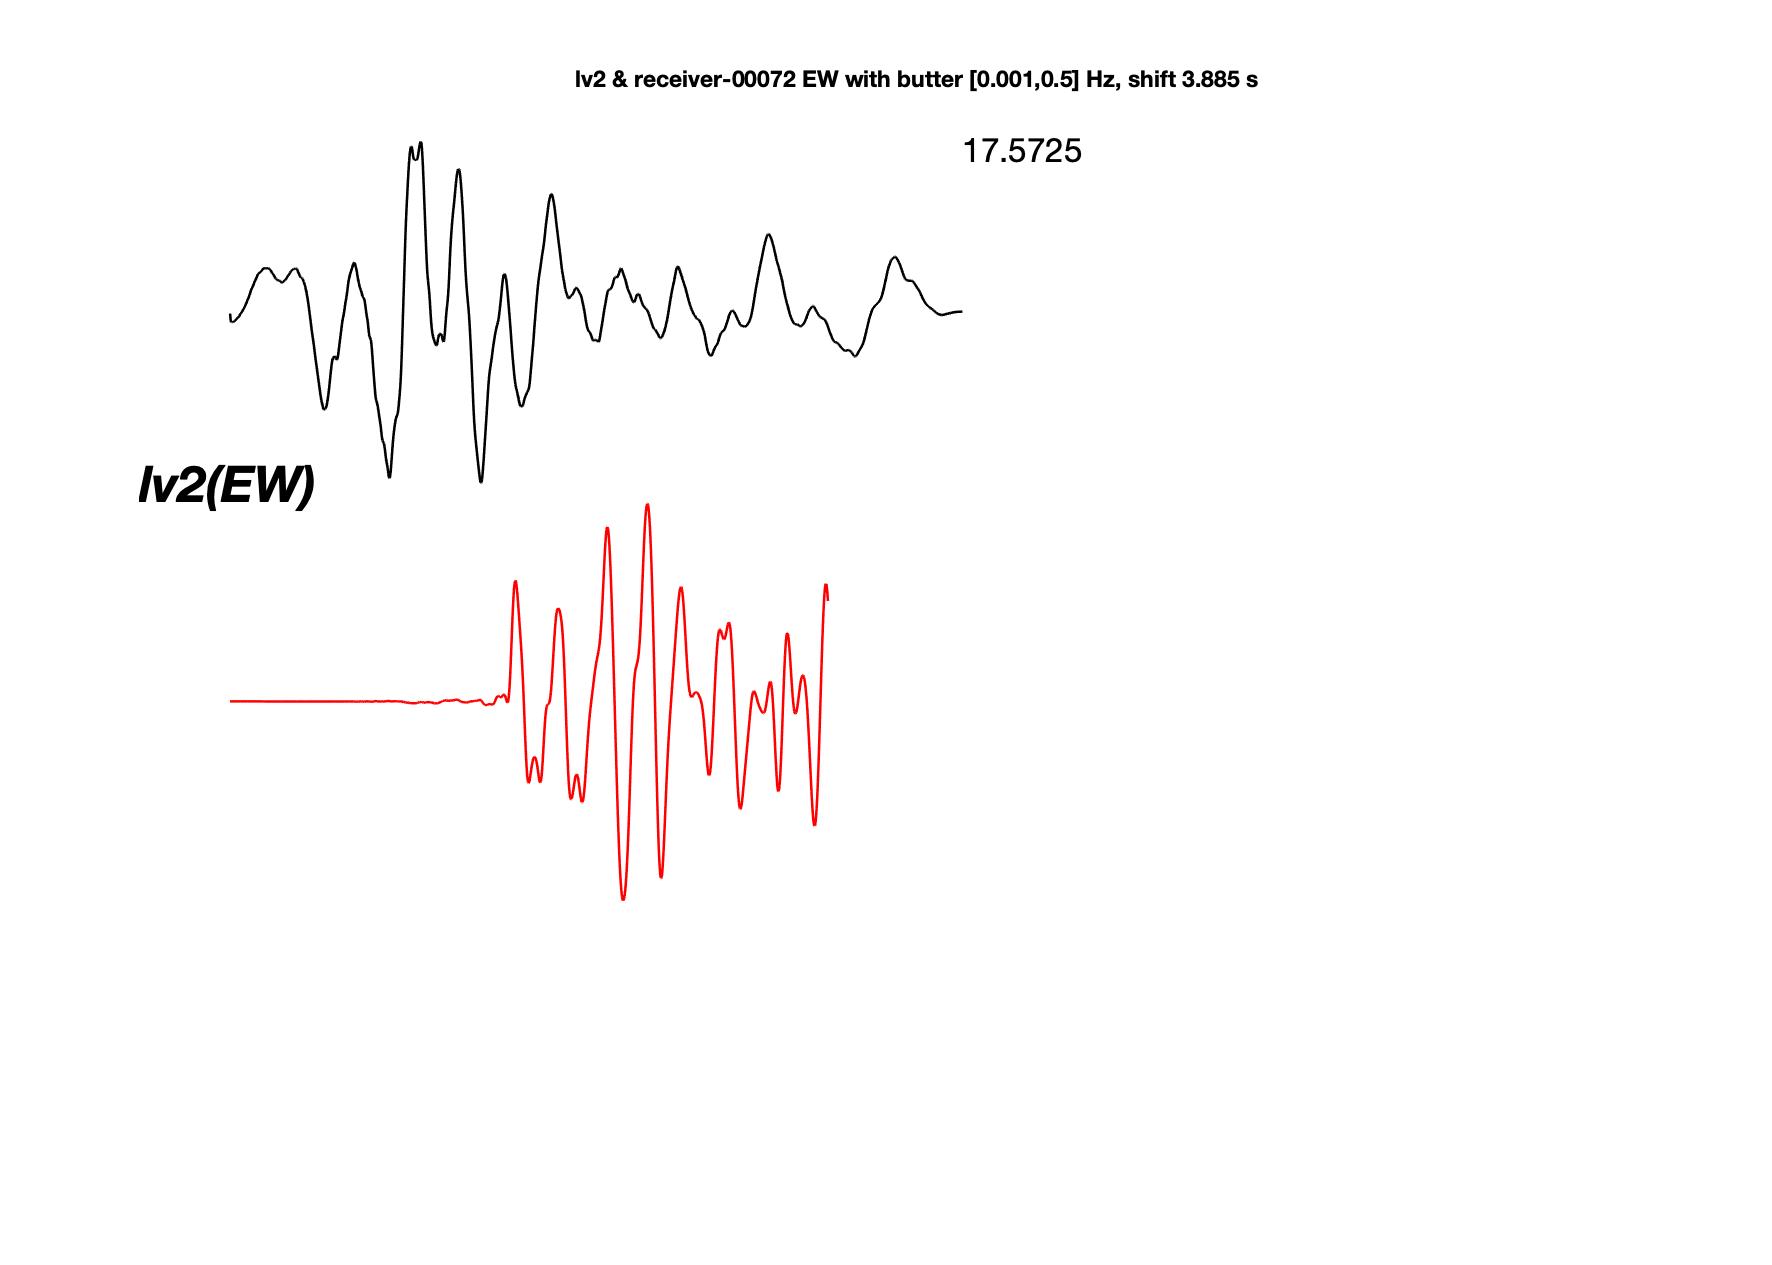 lv2 & receiver-00072 EW with butter [0.001,0.5] Hz, shift 3.885 s
17.5725
lv2(EW)